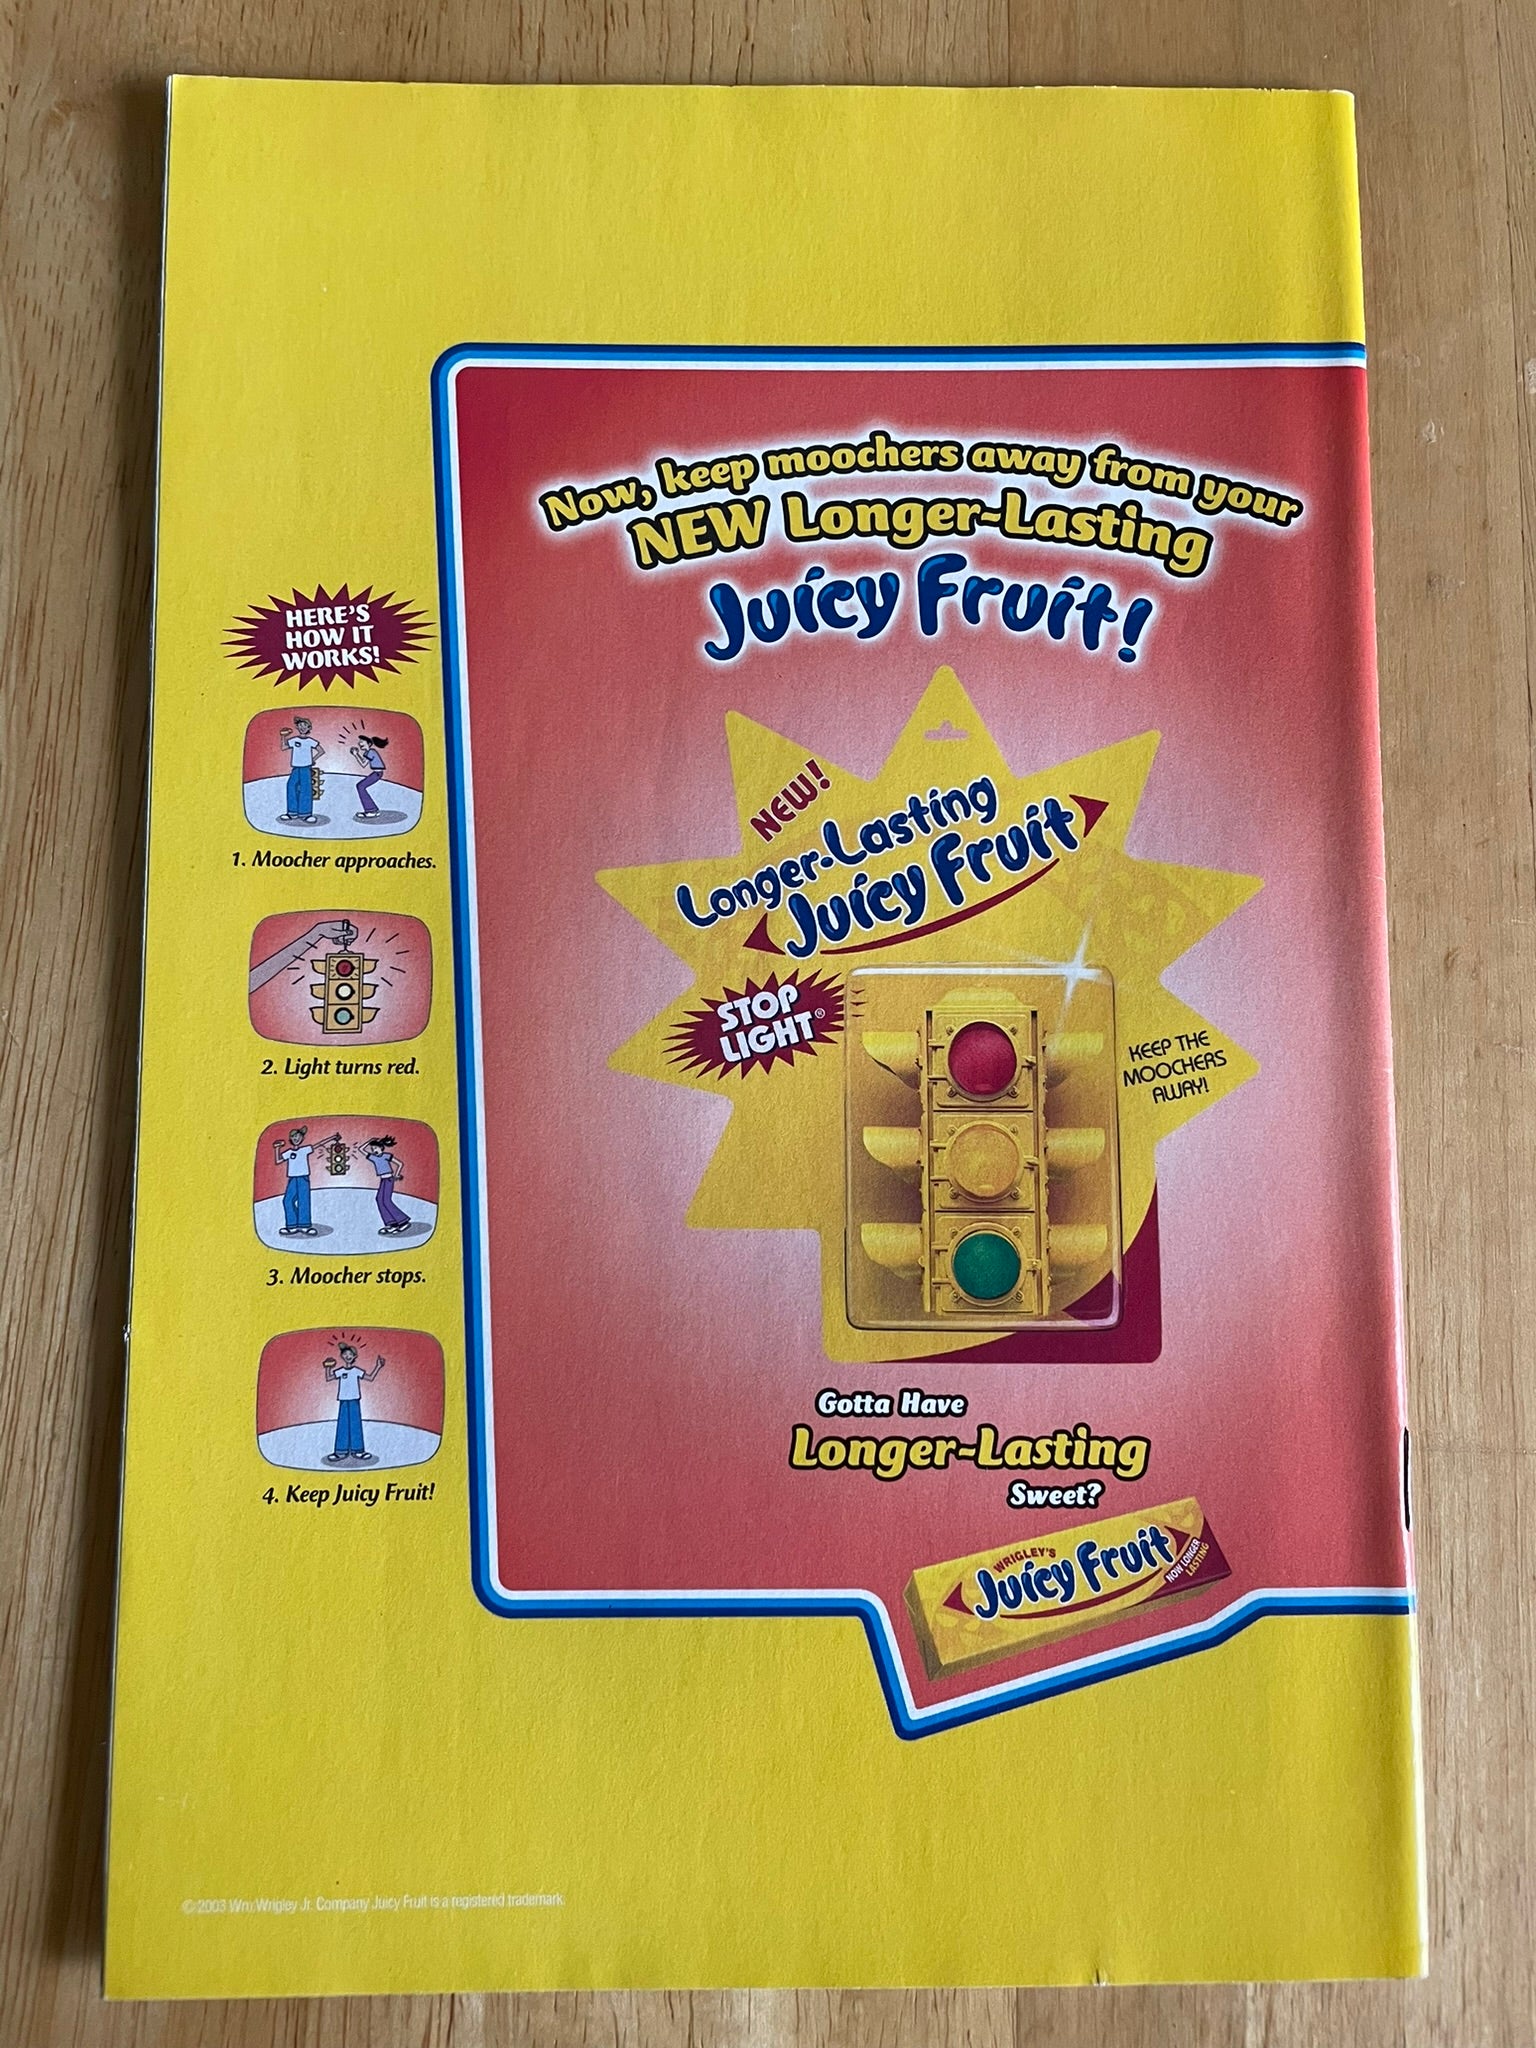 Now, keep moochers away from your
NEW Longer-Lasting
Juicy Fruit!
HERE'S
HOW IT
WORKS!
1. Moocher approaches.
2. Light turns red.
3. Moocher stops.
4. Keep Juicy Fruit!
NEW!
Longer-Lasting
Juicy Fruit
STOP
LIGHT®
KEEP THE
MOOCHERS
AWAY!
Gotta Have
Longer-Lasting
Sweet?
WRIGLEY'S
Juicy Fruit
NOW LONGER
LASTING
© 2003 Wm. Wrigley Jr. Company Juicy Fruit is a registered trademark.